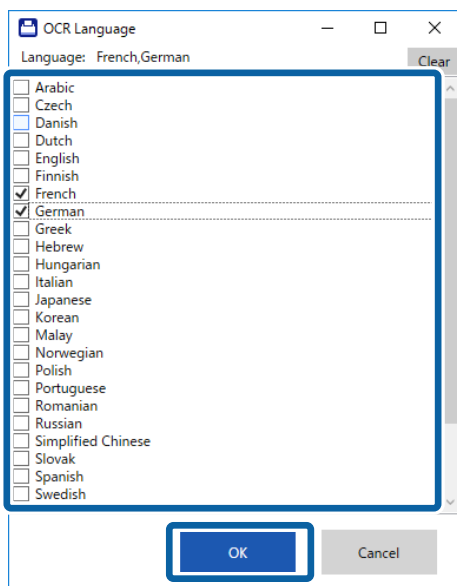 OCR Language
Language: French,German
Clear
Arabic
Czech
Danish
Dutch
English
Finnish
French
German
Greek
Hebrew
Hungarian
Italian
Japanese
Korean
Malay
Norwegian
Polish
Portuguese
Romanian
Russian
Simplified Chinese
Slovak
Spanish
Swedish
OK Cancel